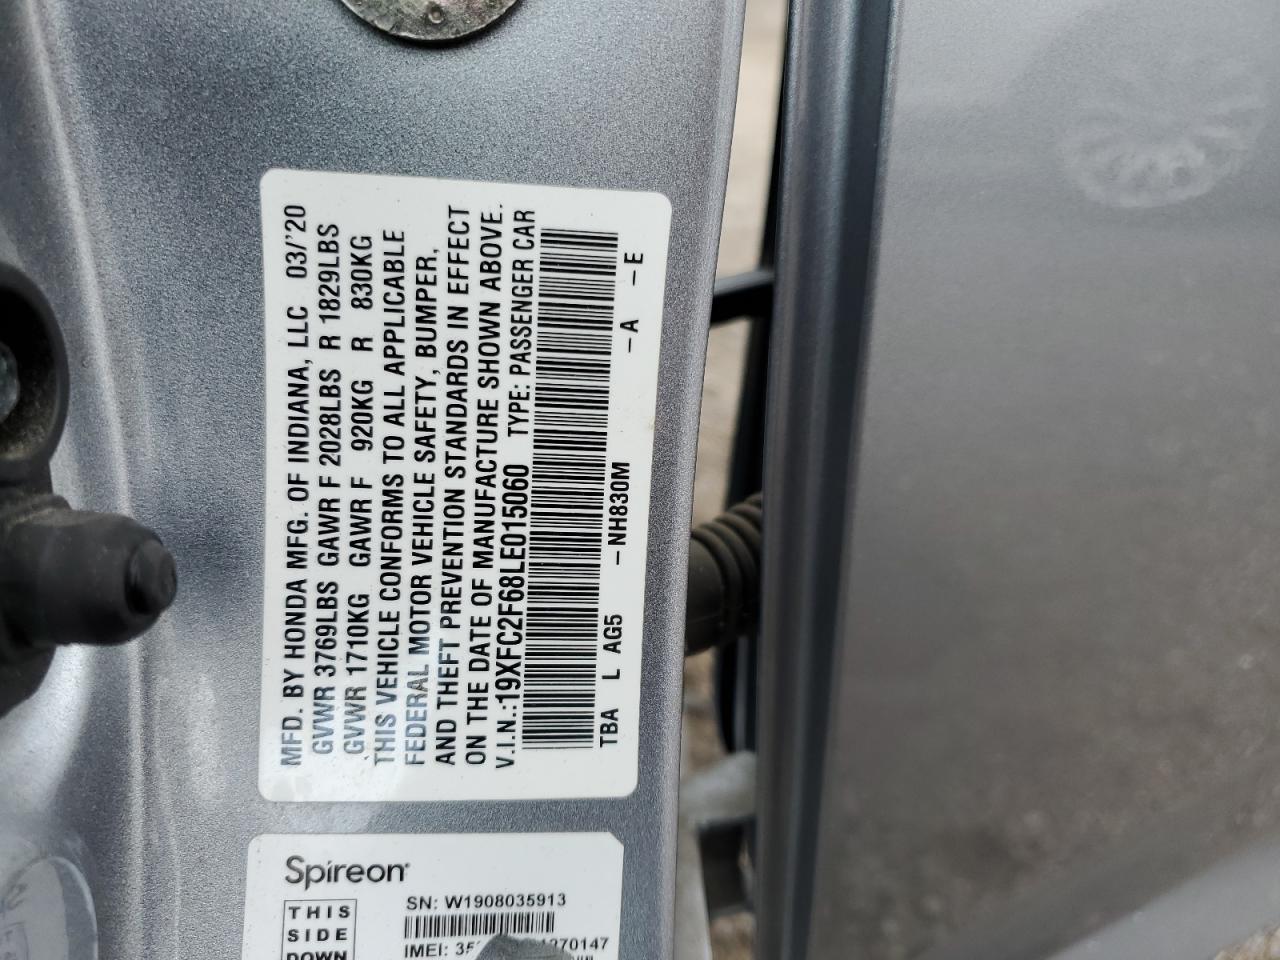 MFD. BY HONDA MFG. OF INDIANA, LLC 03/'20
GVWR 3769LBS GAWR F 2028LBS R 1829LBS
GVWR 1710KG GAWR F 920KG R 830KG
THIS VEHICLE CONFORMS TO ALL APPLICABLE
FEDERAL MOTOR VEHICLE SAFETY, BUMPER,
AND THEFT PREVENTION STANDARDS IN EFFECT
ON THE DATE OF MANUFACTURE SHOWN ABOVE.
V.I.N.:19XFC2F68LE015060 TYPE: PASSENGER CAR
TBA L AG5 -NH830M -A -E
Spireon
SN: W1908035913
THIS
SIDE
DOWN
IMEI: